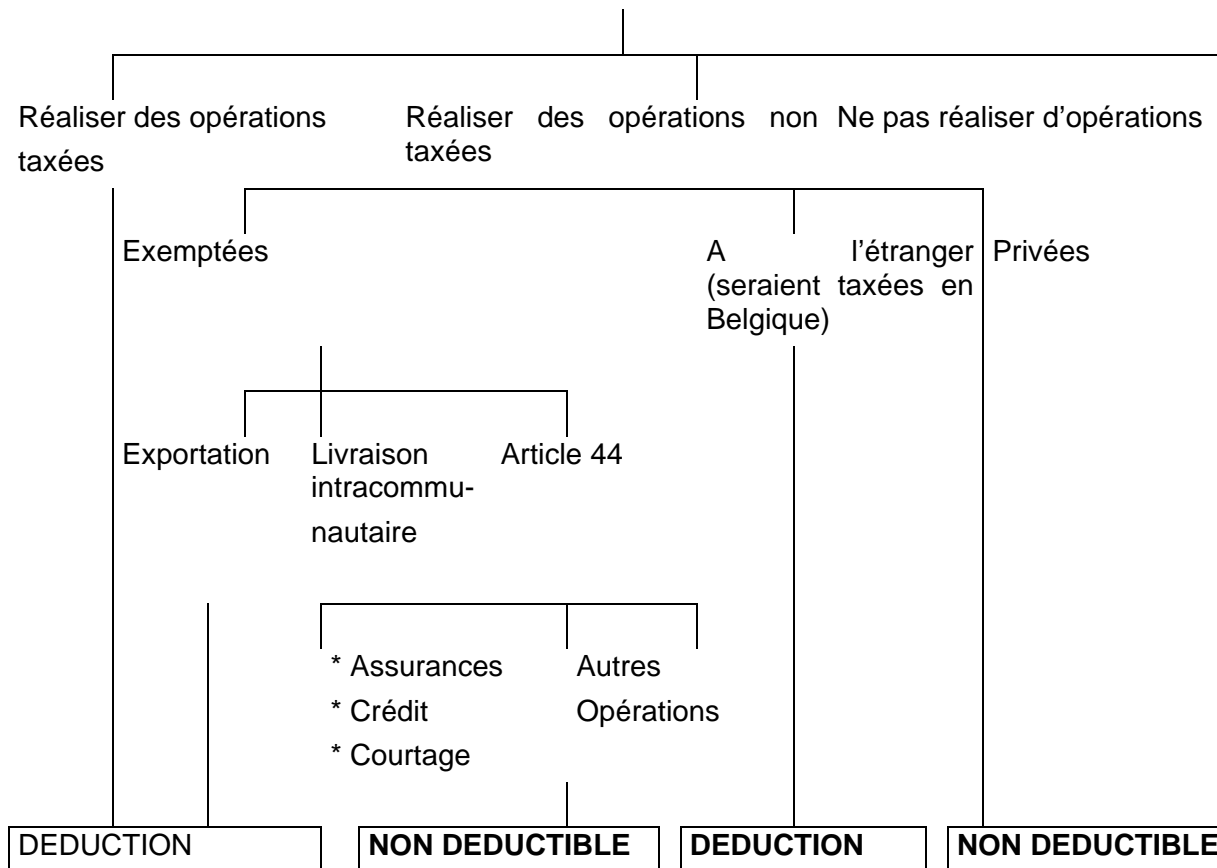 Réaliser des opérations
taxées
Réaliser des opérations non
taxées
Ne pas réaliser d'opérations
Exemptées
A l'étranger
(seraient taxées en
Belgique)
Privées
Exportation
Livraison
intracommu-
nautaire
Article 44
* Assurances
* Crédit
* Courtage
Autres
Opérations
DEDUCTION
NON DEDUCTIBLE
DEDUCTION
NON DEDUCTIBLE